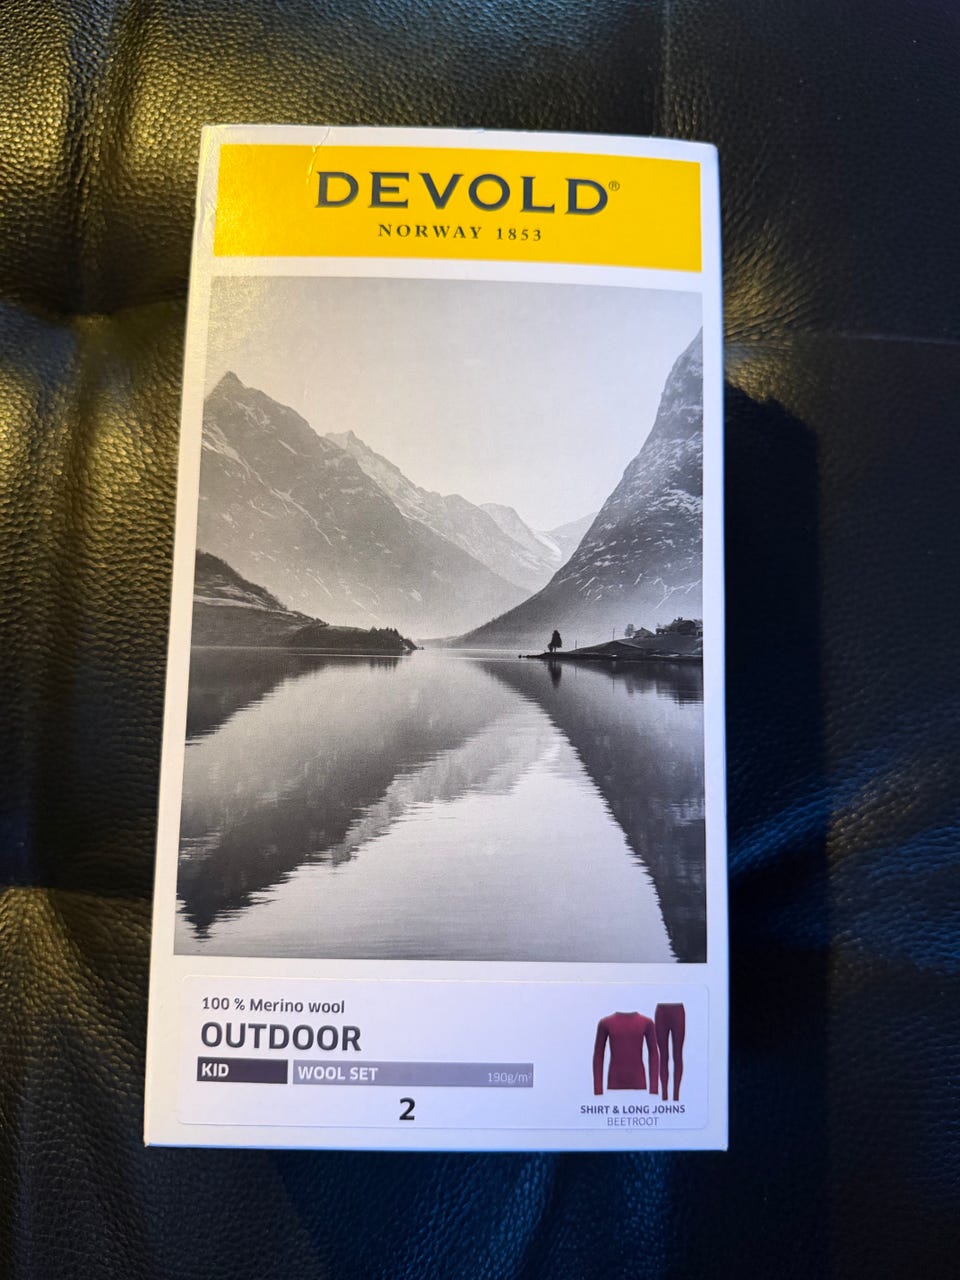 DEVOLD®
NORWAY 1853
100 % Merino wool
OUTDOOR
KID WOOL SET 190g/m²
2
SHIRT & LONG JOHNS
BEETROOT